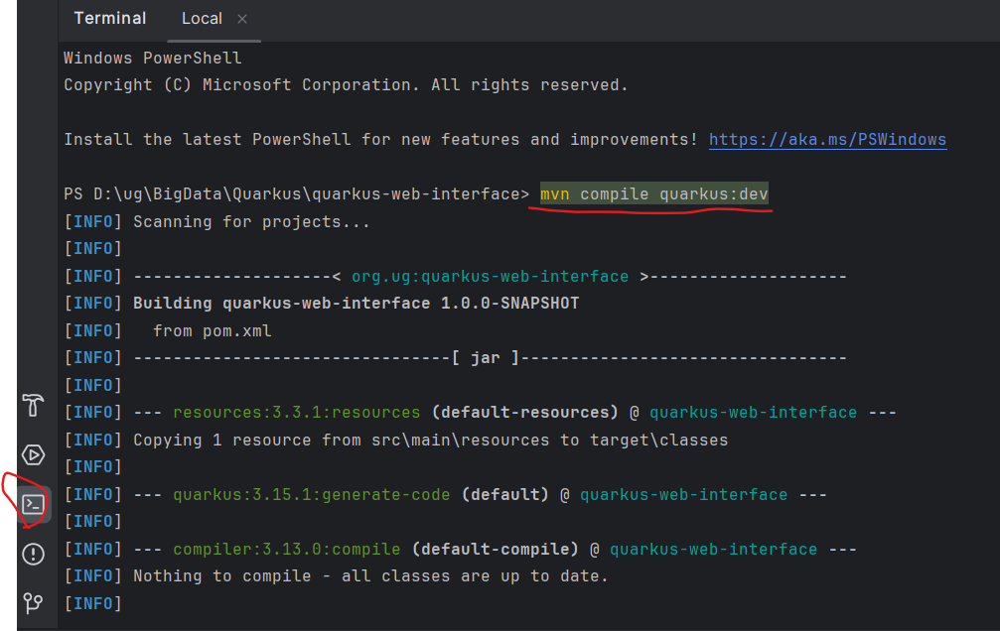 Terminal Local ×
Windows PowerShell
Copyright (C) Microsoft Corporation. All rights reserved.
Install the latest PowerShell for new features and improvements! https://aka.ms/PSWindows
PS D:\ug\BigData\Quarkus\quarkus-web-interface> mvn compile quarkus:dev
[INFO] Scanning for projects...
[INFO]
[INFO] --------------------< org.ug:quarkus-web-interface >--------------------
[INFO] Building quarkus-web-interface 1.0.0-SNAPSHOT
[INFO]   from pom.xml
[INFO] --------------------------------[ jar ]---------------------------------
[INFO]
[INFO] --- resources:3.3.1:resources (default-resources) @ quarkus-web-interface ---
[INFO] Copying 1 resource from src\main\resources to target\classes
[INFO]
[INFO] --- quarkus:3.15.1:generate-code (default) @ quarkus-web-interface ---
[INFO]
[INFO] --- compiler:3.13.0:compile (default-compile) @ quarkus-web-interface ---
[INFO] Nothing to compile - all classes are up to date.
[INFO]